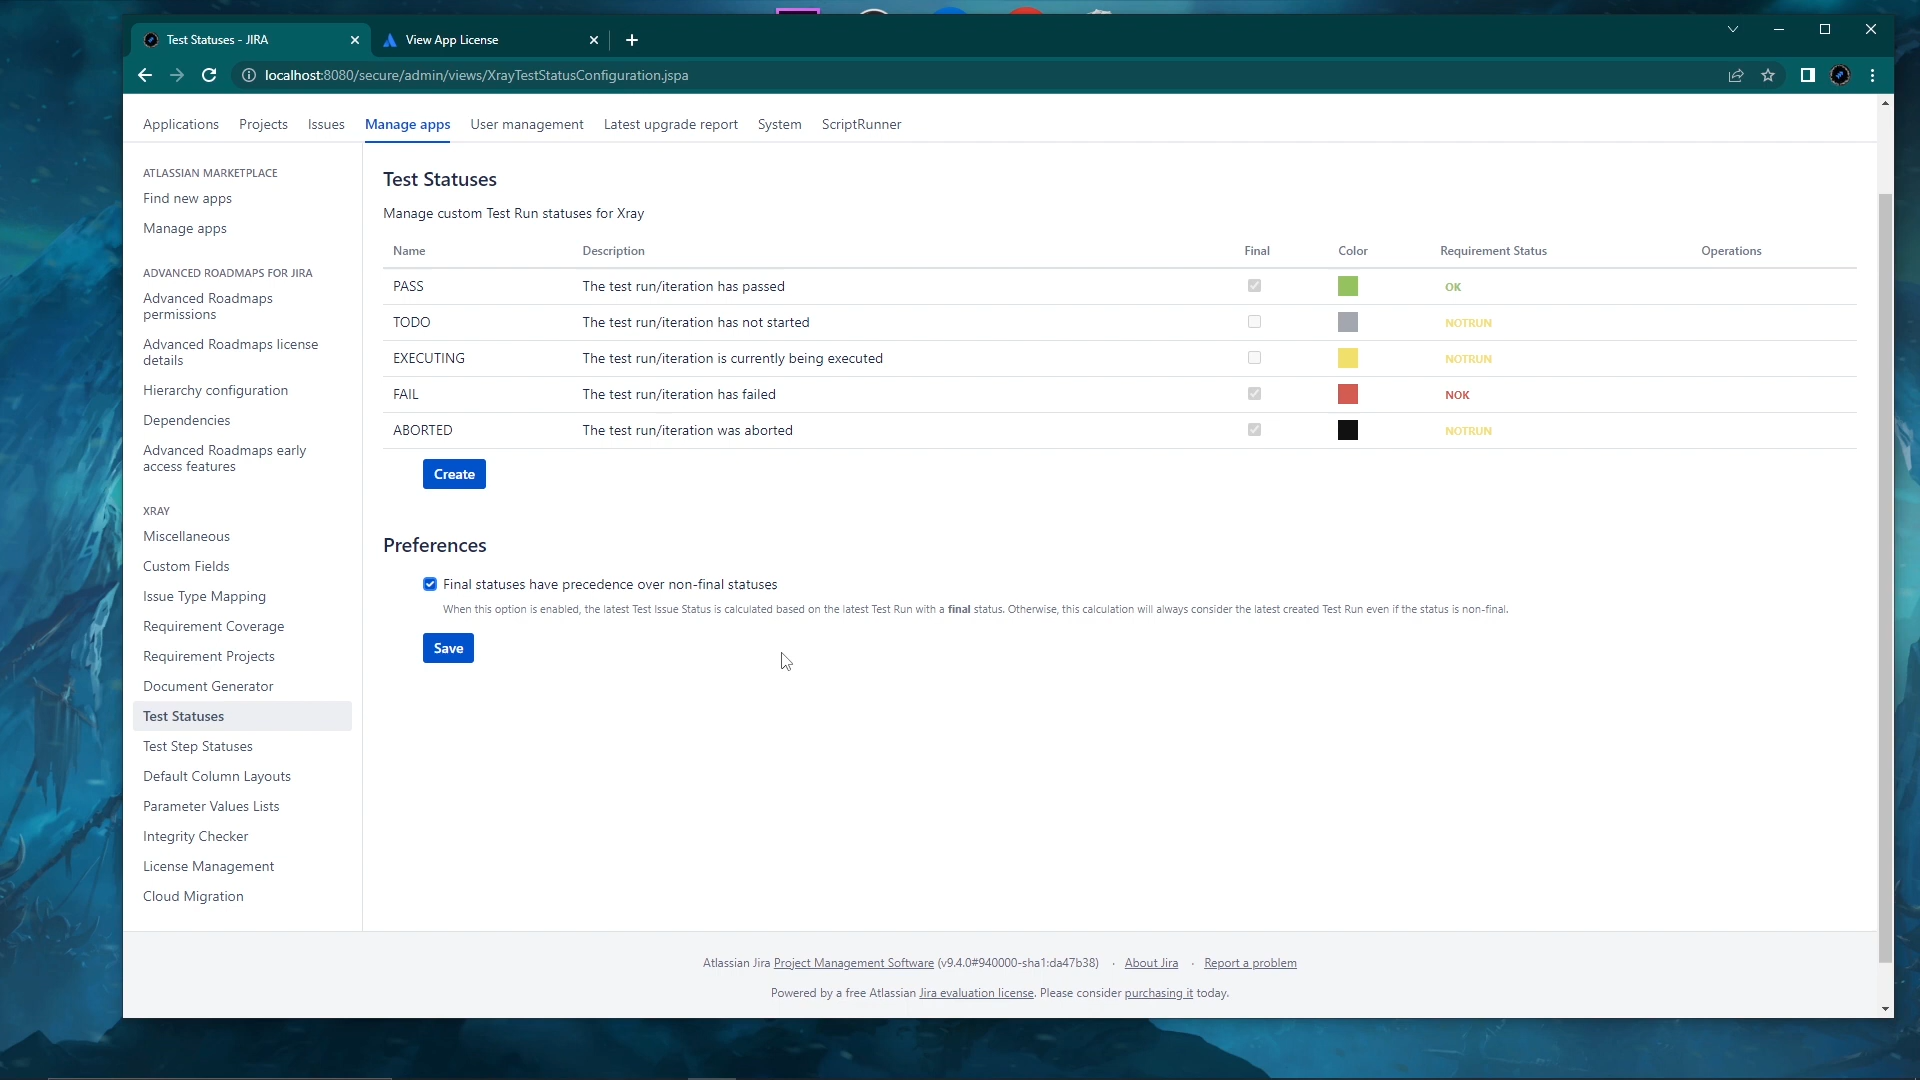 Test Statuses - JIRA
View App License
localhost:8080/secure/admin/views/XrayTestStatusConfiguration.jspa
Applications Projects Issues Manage apps User management Latest upgrade report System ScriptRunner
ATLASSIAN MARKETPLACE
Find new apps
Manage apps
ADVANCED ROADMAPS FOR JIRA
Advanced Roadmaps
permissions
Advanced Roadmaps license
details
Hierarchy configuration
Dependencies
Advanced Roadmaps early
access features
XRAY
Miscellaneous
Custom Fields
Issue Type Mapping
Requirement Coverage
Requirement Projects
Document Generator
Test Statuses
Test Step Statuses
Default Column Layouts
Parameter Values Lists
Integrity Checker
License Management
Cloud Migration
Test Statuses
Manage custom Test Run statuses for Xray
Name Description Final Color Requirement Status Operations
PASS The test run/iteration has passed OK
TODO The test run/iteration has not started NOTRUN
EXECUTING The test run/iteration is currently being executed NOTRUN
FAIL The test run/iteration has failed NOK
ABORTED The test run/iteration was aborted NOTRUN
Create
Preferences
Final statuses have precedence over non-final statuses
When this option is enabled, the latest Test Issue Status is calculated based on the latest Test Run with a final status. Otherwise, this calculation will always consider the latest created Test Run even if the status is non-final.
Save
Atlassian Jira Project Management Software (v9.4.0#940000-sha1:da47b38) · About Jira · Report a problem
Powered by a free Atlassian Jira evaluation license. Please consider purchasing it today.